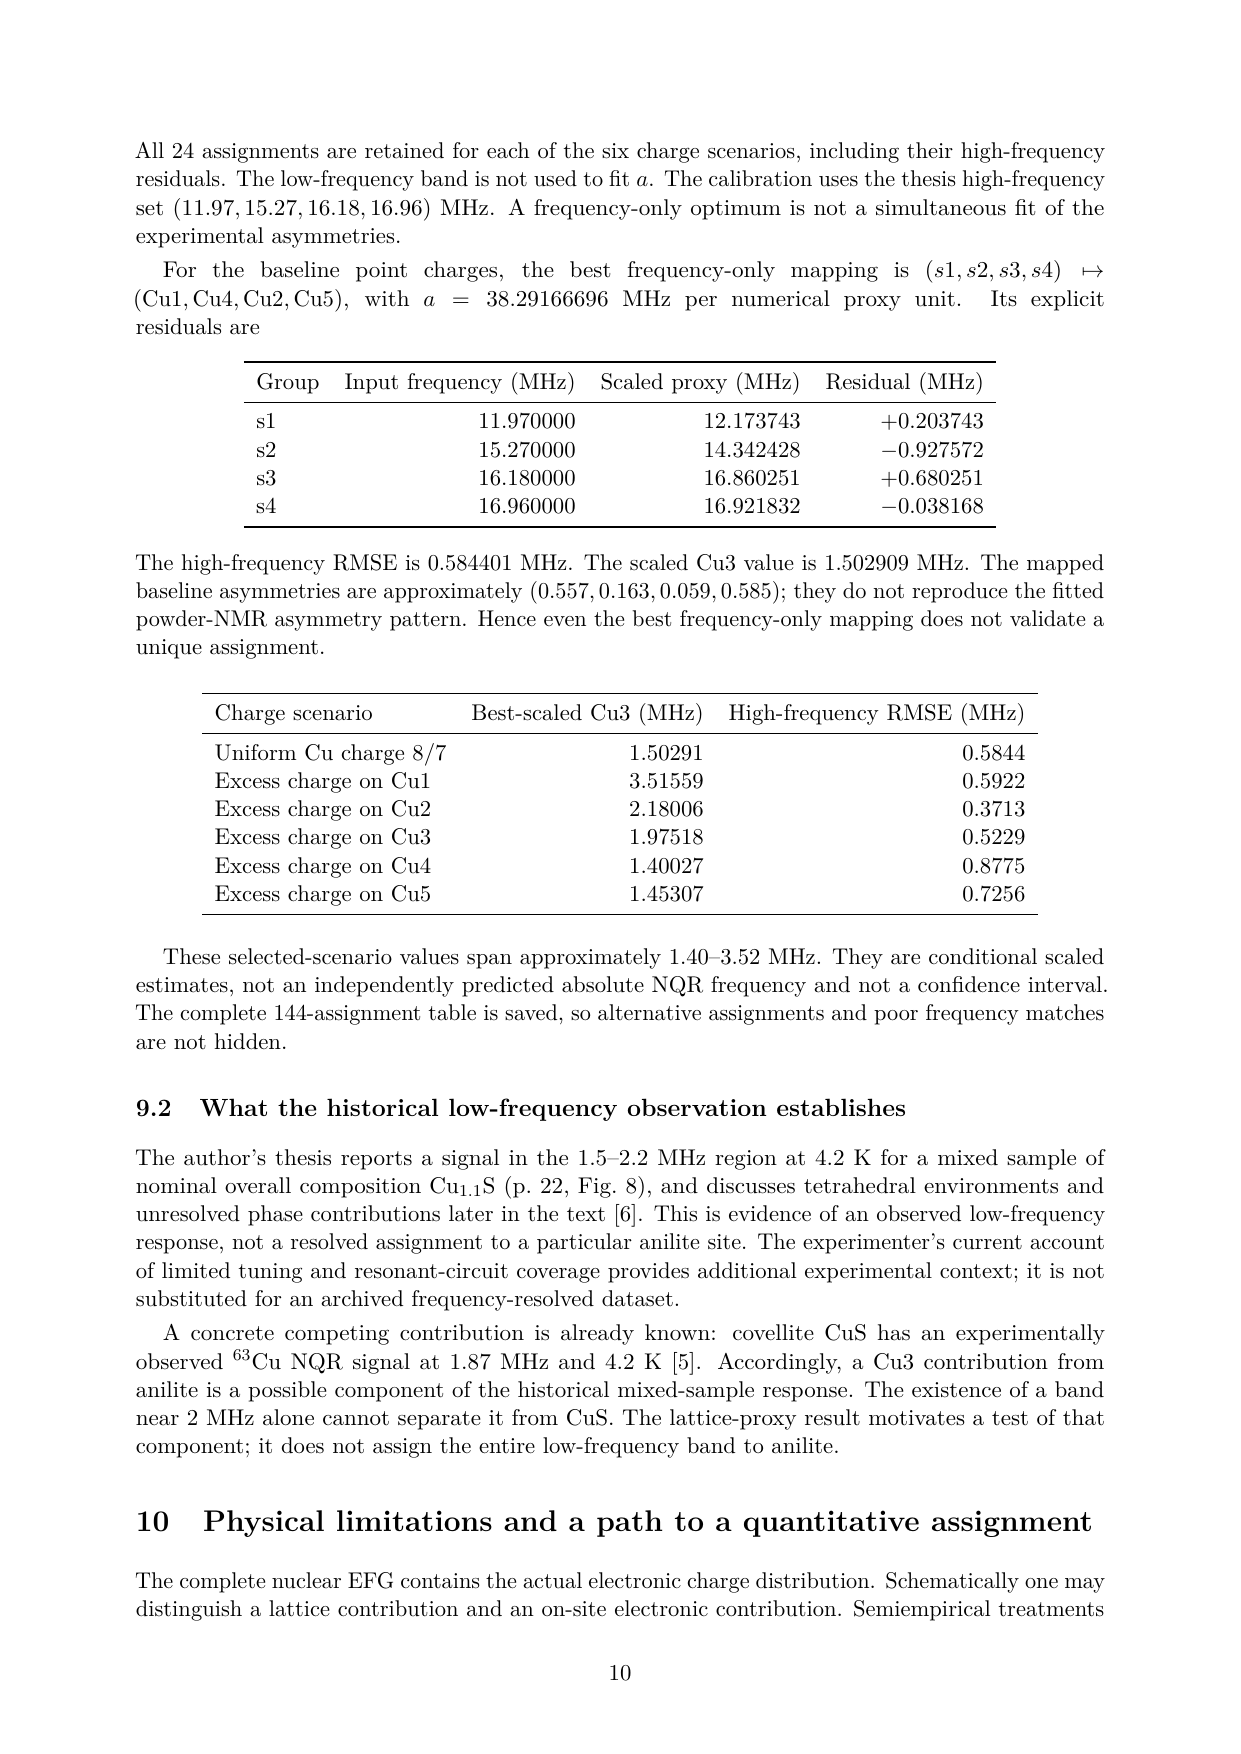 All 24 assignments are retained for each of the six charge scenarios, including their high-frequency
residuals. The low-frequency band is not used to fit a. The calibration uses the thesis high-frequency
set (11.97, 15.27, 16.18, 16.96) MHz. A frequency-only optimum is not a simultaneous fit of the
experimental asymmetries.
For the baseline point charges, the best frequency-only mapping is (s1, s2, s3, s4) ↦
(Cu1, Cu4, Cu2, Cu5), with a = 38.29166696 MHz per numerical proxy unit. Its explicit
residuals are
Group Input frequency (MHz) Scaled proxy (MHz) Residual (MHz)
s1 11.970000 12.173743 +0.203743
s2 15.270000 14.342428 −0.927572
s3 16.180000 16.860251 +0.680251
s4 16.960000 16.921832 −0.038168
The high-frequency RMSE is 0.584401 MHz. The scaled Cu3 value is 1.502909 MHz. The mapped
baseline asymmetries are approximately (0.557, 0.163, 0.059, 0.585); they do not reproduce the fitted
powder-NMR asymmetry pattern. Hence even the best frequency-only mapping does not validate a
unique assignment.
Charge scenario Best-scaled Cu3 (MHz) High-frequency RMSE (MHz)
Uniform Cu charge 8/7 1.50291 0.5844
Excess charge on Cu1 3.51559 0.5922
Excess charge on Cu2 2.18006 0.3713
Excess charge on Cu3 1.97518 0.5229
Excess charge on Cu4 1.40027 0.8775
Excess charge on Cu5 1.45307 0.7256
These selected-scenario values span approximately 1.40–3.52 MHz. They are conditional scaled
estimates, not an independently predicted absolute NQR frequency and not a confidence interval.
The complete 144-assignment table is saved, so alternative assignments and poor frequency matches
are not hidden.
9.2 What the historical low-frequency observation establishes
The author's thesis reports a signal in the 1.5–2.2 MHz region at 4.2 K for a mixed sample of
nominal overall composition Cu₁.₁S (p. 22, Fig. 8), and discusses tetrahedral environments and
unresolved phase contributions later in the text [6]. This is evidence of an observed low-frequency
response, not a resolved assignment to a particular anilite site. The experimenter's current account
of limited tuning and resonant-circuit coverage provides additional experimental context; it is not
substituted for an archived frequency-resolved dataset.
A concrete competing contribution is already known: covellite CuS has an experimentally
observed ⁶³Cu NQR signal at 1.87 MHz and 4.2 K [5]. Accordingly, a Cu3 contribution from
anilite is a possible component of the historical mixed-sample response. The existence of a band
near 2 MHz alone cannot separate it from CuS. The lattice-proxy result motivates a test of that
component; it does not assign the entire low-frequency band to anilite.
10 Physical limitations and a path to a quantitative assignment
The complete nuclear EFG contains the actual electronic charge distribution. Schematically one may
distinguish a lattice contribution and an on-site electronic contribution. Semiempirical treatments
10